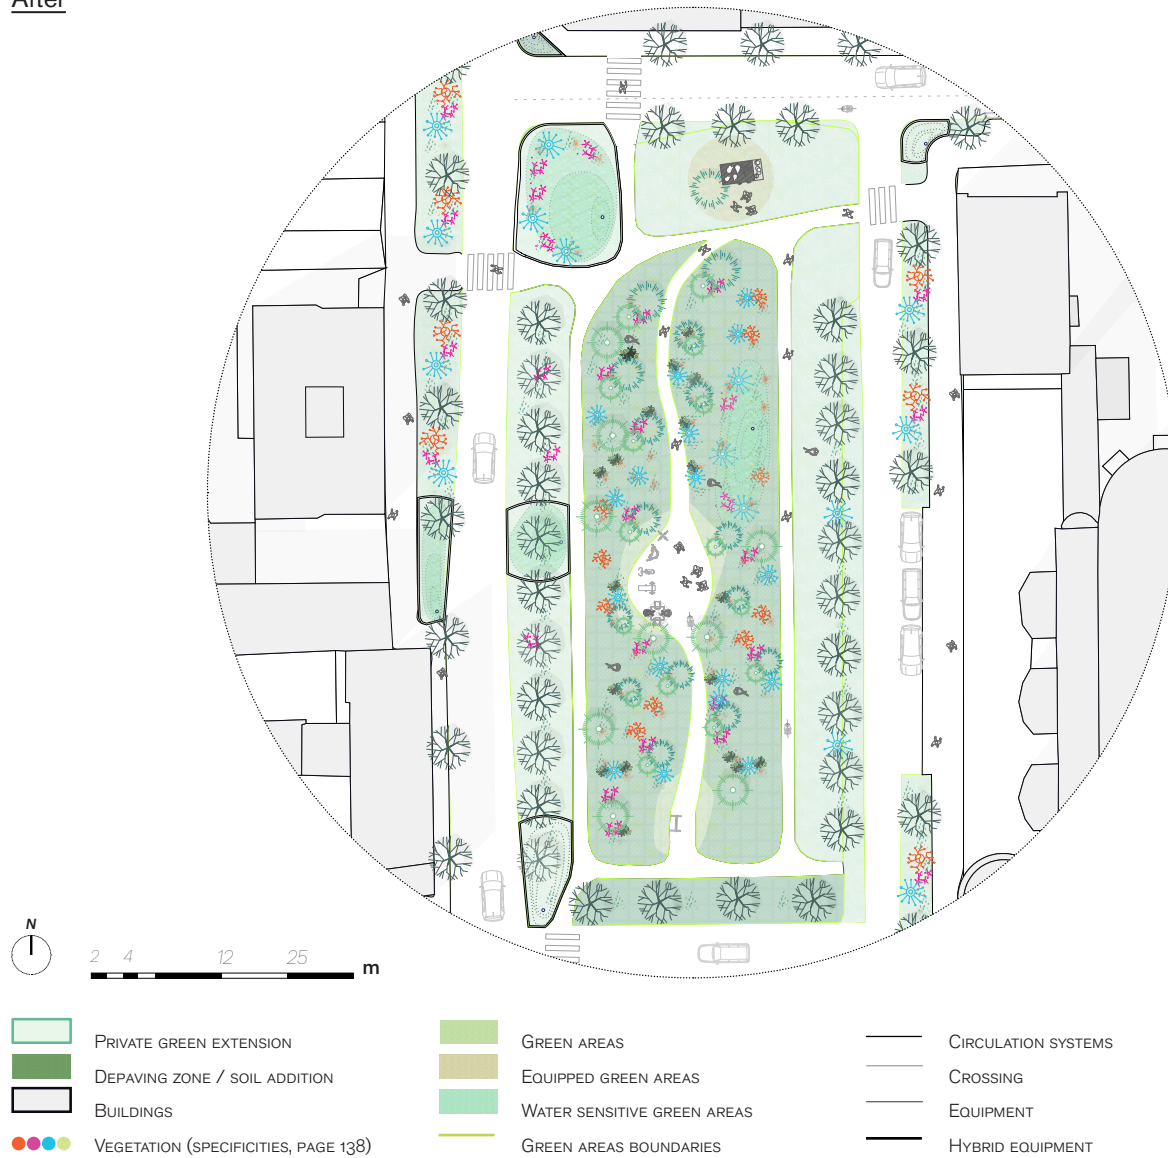 After
N
2 4 12 25 m
PRIVATE GREEN EXTENSION
DEPAVING ZONE / SOIL ADDITION
BUILDINGS
VEGETATION (SPECIFICITIES, PAGE 138)
GREEN AREAS
EQUIPPED GREEN AREAS
WATER SENSITIVE GREEN AREAS
GREEN AREAS BOUNDARIES
CIRCULATION SYSTEMS
CROSSING
EQUIPMENT
HYBRID EQUIPMENT